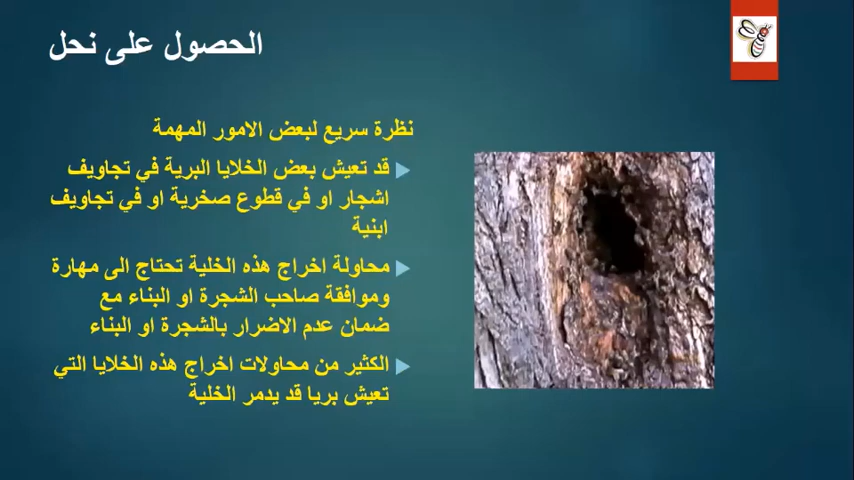 الحصول على نحل
نظرة سريع لبعض الامور المهمة
قد تعيش بعض الخلايا البرية في تجاويف
اشجار او في قطوع صخرية او في تجاويف
ابنية
محاولة اخراج هذه الخلية تحتاج الى مهارة
وموافقة صاحب الشجرة او البناء مع
ضمان عدم الاضرار بالشجرة او البناء
الكثير من محاولات اخراج هذه الخلايا التي
تعيش بريا قد يدمر الخلية